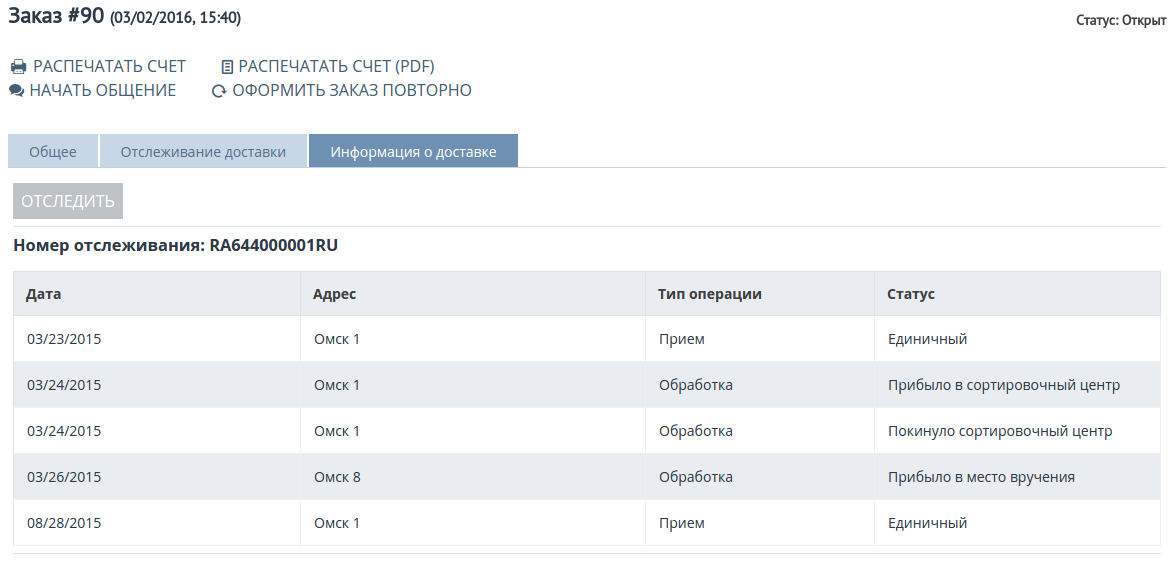 Заказ #90 (03/02/2016, 15:40)
Статус: Открыт
РАСПЕЧАТАТЬ СЧЕТ РАСПЕЧАТАТЬ СЧЕТ (PDF)
НАЧАТЬ ОБЩЕНИЕ ОФОРМИТЬ ЗАКАЗ ПОВТОРНО
Общее Отслеживание доставки Информация о доставке
ОТСЛЕДИТЬ
Номер отслеживания: RA644000001RU
Дата Адрес Тип операции Статус
03/23/2015 Омск 1 Прием Единичный
03/24/2015 Омск 1 Обработка Прибыло в сортировочный центр
03/24/2015 Омск 1 Обработка Покинуло сортировочный центр
03/26/2015 Омск 8 Обработка Прибыло в место вручения
08/28/2015 Омск 1 Прием Единичный